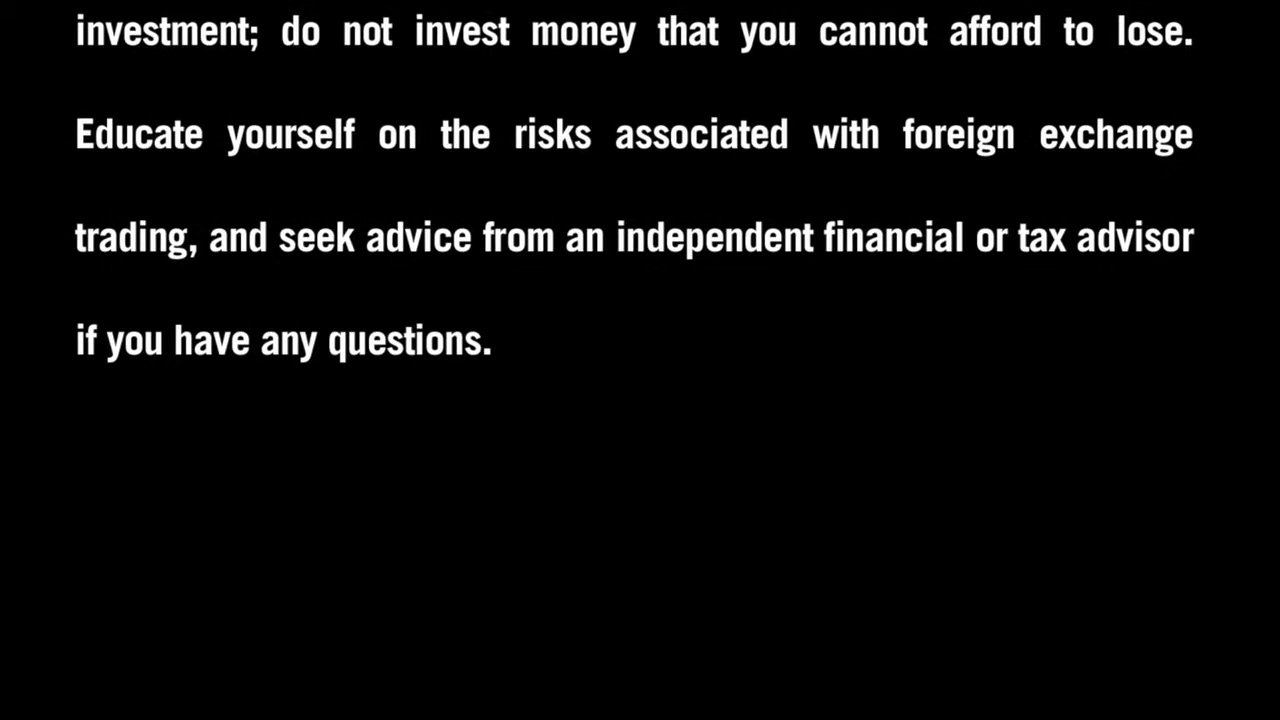 investment; do not invest money that you cannot afford to lose.
Educate yourself on the risks associated with foreign exchange
trading, and seek advice from an independent financial or tax advisor
if you have any questions.